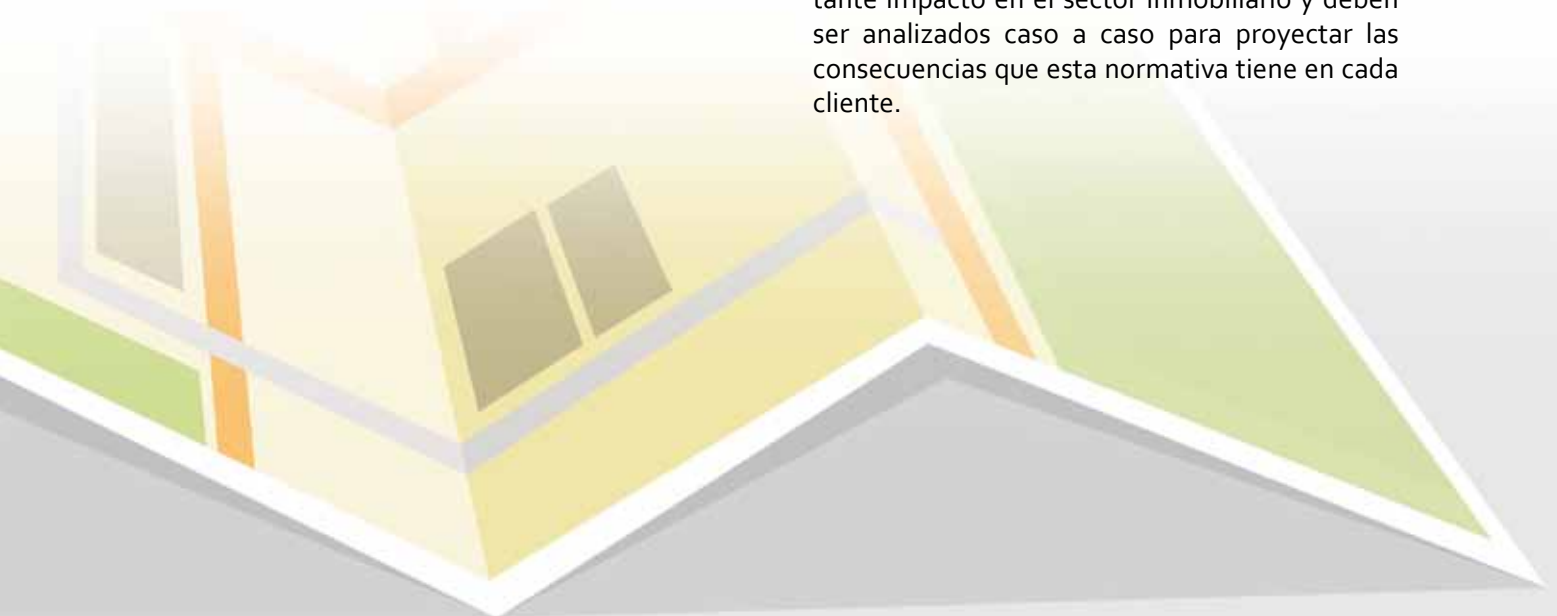 tante impacto en el sector inmobiliario y deben
ser analizados caso a caso para proyectar las
consecuencias que esta normativa tiene en cada
cliente.